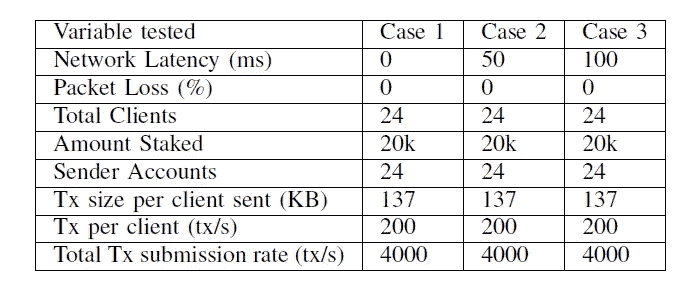 Variable tested Case 1 Case 2 Case 3
Network Latency (ms) 0 50 100
Packet Loss (%) 0 0 0
Total Clients 24 24 24
Amount Staked 20k 20k 20k
Sender Accounts 24 24 24
Tx size per client sent (KB) 137 137 137
Tx per client (tx/s) 200 200 200
Total Tx submission rate (tx/s) 4000 4000 4000